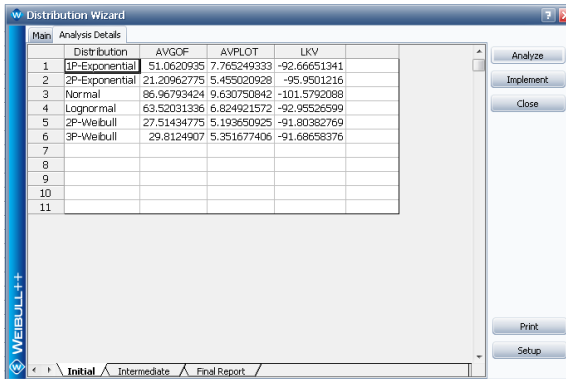 Distribution Wizard
Main Analysis Details
Distribution AVGOF AVPLOT LKV
1 1P-Exponential 51.0620935 7.765249333 -92.66651341
2 2P-Exponential 21.20962775 5.455020928 -95.9501216
3 Normal 86.96793424 9.630750842 -101.5792088
4 Lognormal 63.52031336 6.824921572 -92.95526599
5 2P-Weibull 27.51434775 5.193650925 -91.80382769
6 3P-Weibull 29.8124907 5.351677406 -91.68658376
7
8
9
10
11
Analyze
Implement
Close
Print
Setup
WEIBULL++
Initial Intermediate Final Report